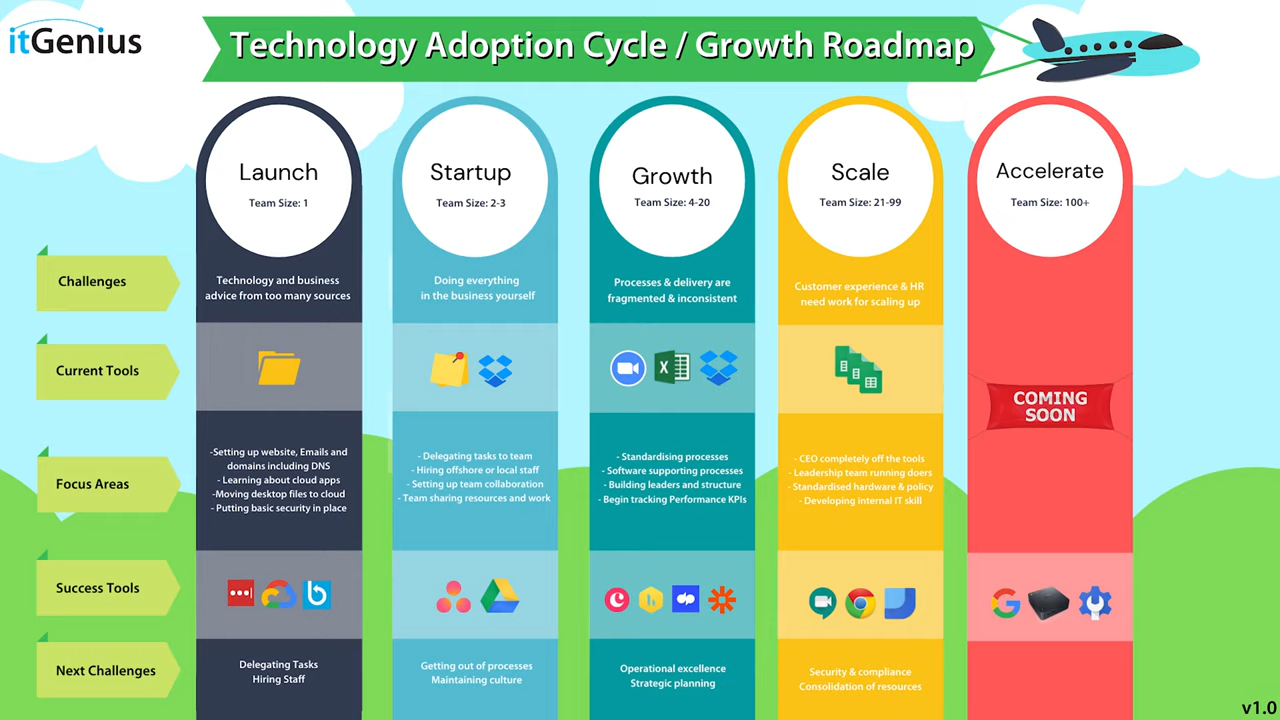 itGenius
Technology Adoption Cycle / Growth Roadmap
Launch
Team Size: 1
Startup
Team Size: 2-3
Growth
Team Size: 4-20
Scale
Team Size: 21-99
Accelerate
Team Size: 100+
Challenges
Technology and business
advice from too many sources
Doing everything
in the business yourself
Processes & delivery are
fragmented & inconsistent
Customer experience & HR
need work for scaling up
Current Tools
X
COMING
SOON
Focus Areas
-Setting up website, Emails and
domains including DNS
- Learning about cloud apps
-Moving desktop files to cloud
- Putting basic security in place
- Delegating tasks to team
- Hiring offshore or local staff
- Setting up team collaboration
- Team sharing resources and work
- Standardising processes
- Software supporting processes
- Building leaders and structure
- Begin tracking Performance KPIs
- CEO completely off the tools
- Leadership team running doers
- Standardised hardware & policy
- Developing internal IT skill
Success Tools
Next Challenges
Delegating Tasks
Hiring Staff
Getting out of processes
Maintaining culture
Operational excellence
Strategic planning
Security & compliance
Consolidation of resources
v1.0